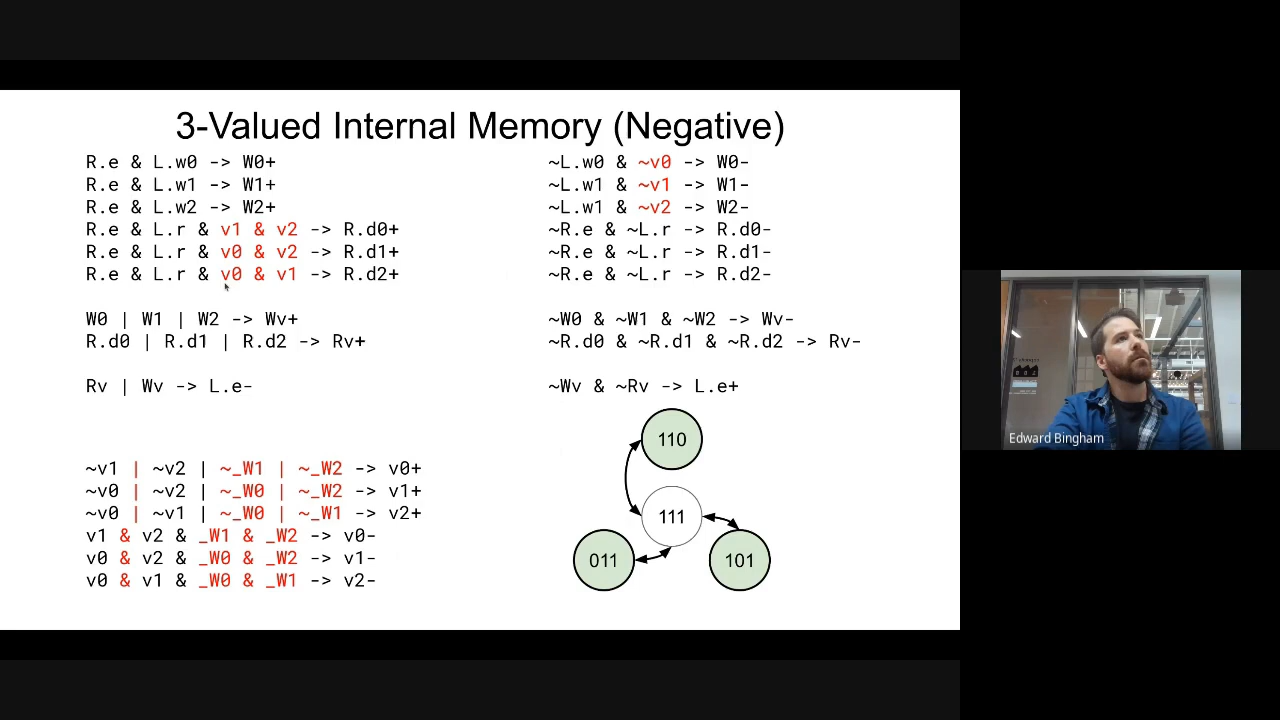 3-Valued Internal Memory (Negative)
R.e & L.w0 -> W0+
R.e & L.w1 -> W1+
R.e & L.w2 -> W2+
R.e & L.r & v1 & v2 -> R.d0+
R.e & L.r & v0 & v2 -> R.d1+
R.e & L.r & v0 & v1 -> R.d2+
W0 | W1 | W2 -> Wv+
R.d0 | R.d1 | R.d2 -> Rv+
Rv | Wv -> L.e-
~v1 | ~v2 | ~_W1 | ~_W2 -> v0+
~v0 | ~v2 | ~_W0 | ~_W2 -> v1+
~v0 | ~v1 | ~_W0 | ~_W1 -> v2+
v1 & v2 & _W1 & _W2 -> v0-
v0 & v2 & _W0 & _W2 -> v1-
v0 & v1 & _W0 & _W1 -> v2-
~L.w0 & ~v0 -> W0-
~L.w1 & ~v1 -> W1-
~L.w1 & ~v2 -> W2-
~R.e & ~L.r -> R.d0-
~R.e & ~L.r -> R.d1-
~R.e & ~L.r -> R.d2-
~W0 & ~W1 & ~W2 -> Wv-
~R.d0 & ~R.d1 & ~R.d2 -> Rv-
~Wv & ~Rv -> L.e+
110
111
011
101
Edward Bingham